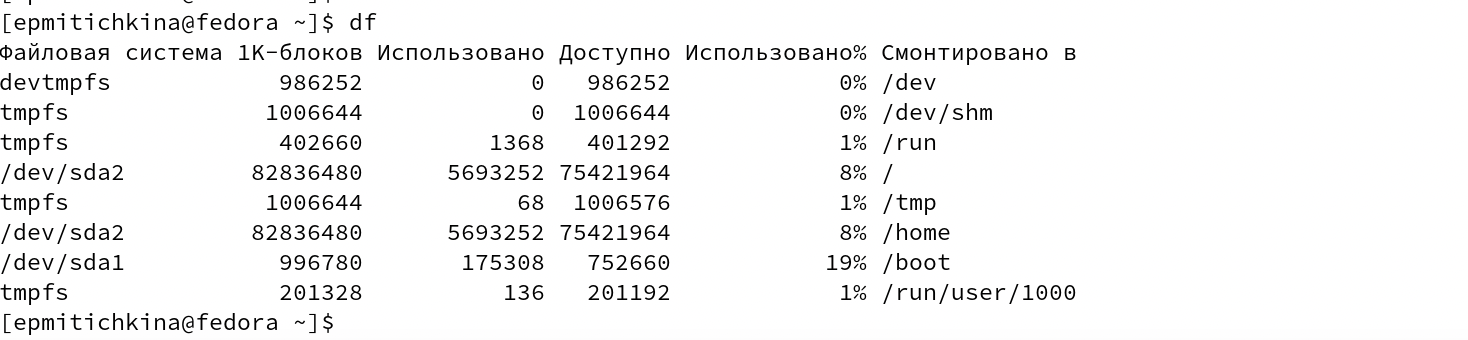 [epmitichkina@fedora ~]$ df
Файловая система 1K-блоков Использовано Доступно Использовано% Смонтировано в
devtmpfs            986252            0   986252            0% /dev
tmpfs              1006644            0  1006644            0% /dev/shm
tmpfs               402660         1368   401292            1% /run
/dev/sda2         82836480      5693252 75421964            8% /
tmpfs              1006644           68  1006576            1% /tmp
/dev/sda2         82836480      5693252 75421964            8% /home
/dev/sda1           996780       175308   752660           19% /boot
tmpfs               201328          136   201192            1% /run/user/1000
[epmitichkina@fedora ~]$